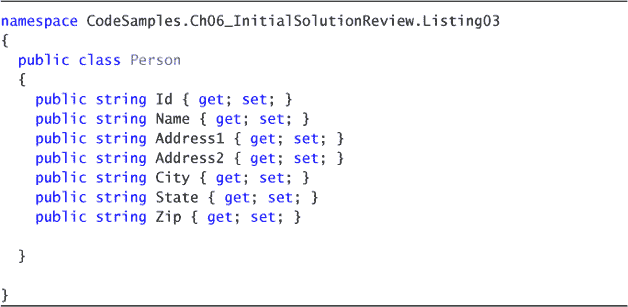 namespace CodeSamples.Ch06_InitialSolutionReview.Listing03
{
  public class Person
  {
    public string Id { get; set; }
    public string Name { get; set; }
    public string Address1 { get; set; }
    public string Address2 { get; set; }
    public string City { get; set; }
    public string State { get; set; }
    public string Zip { get; set; }
  }
}